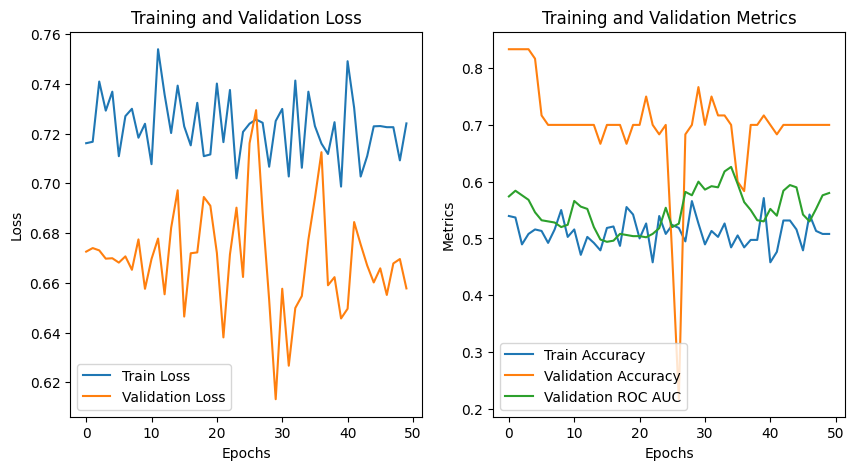 Training and Validation Loss
0.76
0.74
0.72
0.70
0.68
0.66
0.64
0.62
Loss
Train Loss
Validation Loss
0 10 20 30 40 50
Epochs
Training and Validation Metrics
0.8
0.7
0.6
0.5
0.4
0.3
0.2
Metrics
Train Accuracy
Validation Accuracy
Validation ROC AUC
0 10 20 30 40 50
Epochs